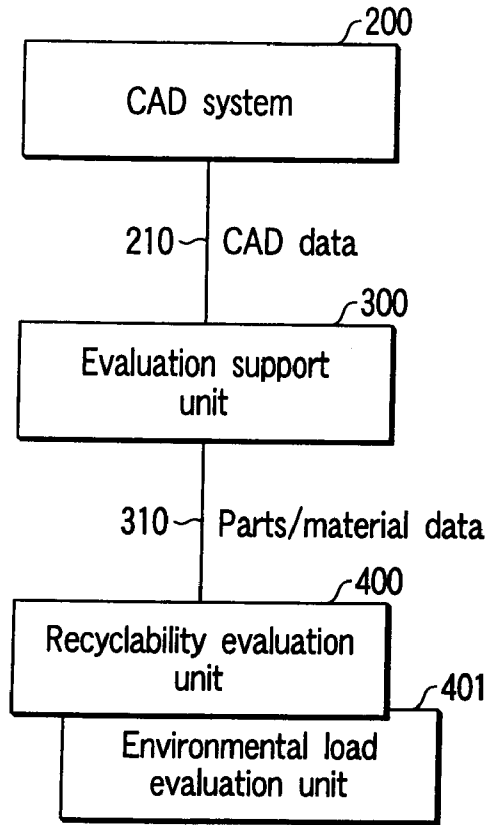 200
CAD system
210
CAD data
300
Evaluation support
unit
310
Parts/material data
400
Recyclability evaluation
unit
401
Environmental load
evaluation unit